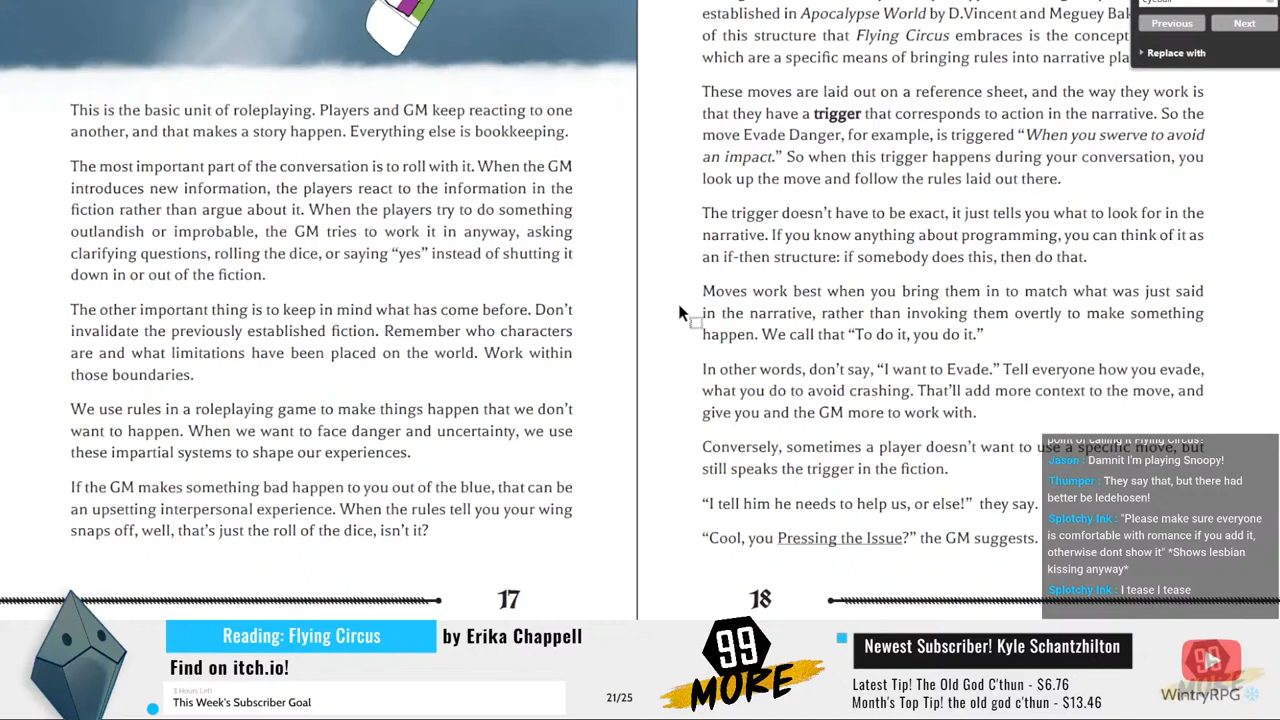 This is the basic unit of roleplaying. Players and GM keep reacting to one
another, and that makes a story happen. Everything else is bookkeeping.
The most important part of the conversation is to roll with it. When the GM
introduces new information, the players react to the information in the
fiction rather than argue about it. When the players try to do something
outlandish or improbable, the GM tries to work it in anyway, asking
clarifying questions, rolling the dice, or saying “yes” instead of shutting it
down in or out of the fiction.
The other important thing is to keep in mind what has come before. Don’t
invalidate the previously established fiction. Remember who characters
are and what limitations have been placed on the world. Work within
those boundaries.
We use rules in a roleplaying game to make things happen that we don’t
want to happen. When we want to face danger and uncertainty, we use
these impartial systems to shape our experiences.
If the GM makes something bad happen to you out of the blue, that can be
an upsetting interpersonal experience. When the rules tell you your wing
snaps off, well, that’s just the roll of the dice, isn’t it?
17
established in Apocalypse World by D.Vincent and Meguey
of this structure that Flying Circus embraces is the concept
which are a specific means of bringing rules into narrative
These moves are laid out on a reference sheet, and the way they work is
that they have a trigger that corresponds to action in the narrative. So the
move Evade Danger, for example, is triggered “When you swerve to avoid
an impact.” So when this trigger happens during your conversation, you
look up the move and follow the rules laid out there.
The trigger doesn’t have to be exact, it just tells you what to look for in the
narrative. If you know anything about programming, you can think of it as
an if-then structure: if somebody does this, then do that.
Moves work best when you bring them in to match what was just said
in the narrative, rather than invoking them overtly to make something
happen. We call that “To do it, you do it.”
In other words, don’t say, “I want to Evade.” Tell everyone how you evade,
what you do to avoid crashing. That’ll add more context to the move, and
give you and the GM more to work with.
Conversely, sometimes a player doesn’t want to use a specific move, but
still speaks the trigger in the fiction.
“I tell him he needs to help us, or else!” they say.
“Cool, you Pressing the Issue?” the GM suggests.
18
Previous
Next
Replace with
point of calling it Flying Circus!
Jason : Damnit I'm playing Snoopy!
Thumper : They say that, but there had
better be ledehosen!
Splotchy Ink : "Please make sure everyone
is comfortable with romance if you add it,
otherwise dont show it" *Shows lesbian
kissing anyway*
Splotchy Ink : I tease I tease
Reading: Flying Circus
by Erika Chappell
Find on itch.io!
3 Hours Left
This Week's Subscriber Goal
21/25
99
MORE
Newest Subscriber! Kyle Schantzhilton
Latest Tip! The Old God C'thun - $6.76
Month's Top Tip! the old god c'thun - $13.46
99
MORE
WintryRPG